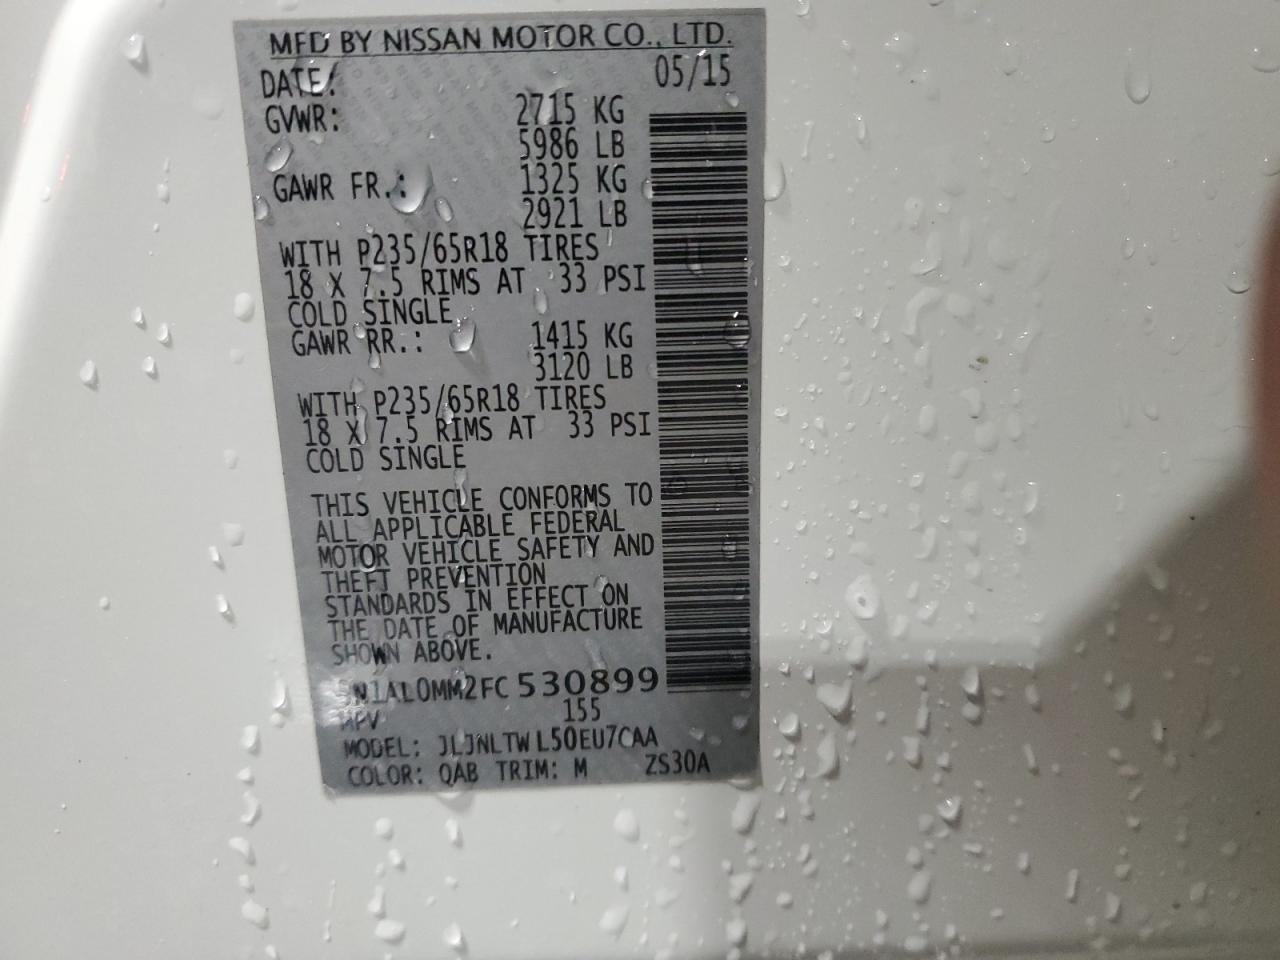 MFD BY NISSAN MOTOR CO., LTD.
DATE: 05/15
GVWR: 2715 KG
5986 LB
GAWR FR.: 1325 KG
2921 LB
WITH P235/65R18 TIRES
18 X 7.5 RIMS AT 33 PSI
COLD SINGLE
GAWR RR.: 1415 KG
3120 LB
WITH P235/65R18 TIRES
18 X 7.5 RIMS AT 33 PSI
COLD SINGLE
THIS VEHICLE CONFORMS TO
ALL APPLICABLE FEDERAL
MOTOR VEHICLE SAFETY AND
THEFT PREVENTION
STANDARDS IN EFFECT ON
THE DATE OF MANUFACTURE
SHOWN ABOVE.
5N1AL0MM2FC 530899
MPV 155
MODEL: JLJNLTW L50EU7CAA
COLOR: QAB TRIM: M ZS30A